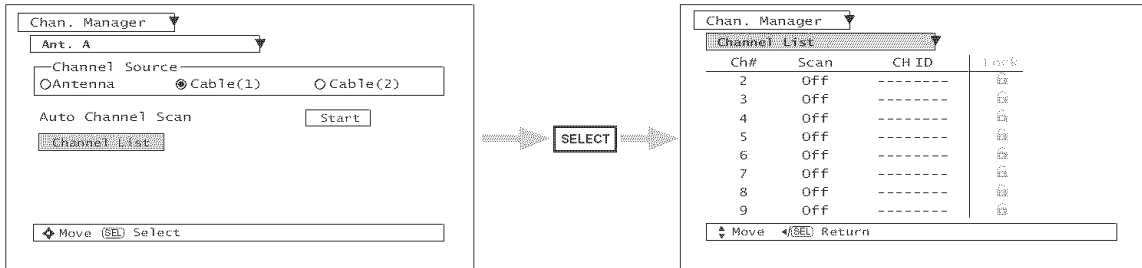 Chan. Manager
Ant. A
Channel Source
Antenna Cable(1) Cable(2)
Auto Channel Scan Start
Channel List
Move SEL Select
SELECT
Chan. Manager
Channel List
Ch# Scan CH ID Lock
2 Off --------
3 Off --------
4 Off --------
5 Off --------
6 Off --------
7 Off --------
8 Off --------
9 Off --------
Move /SEL Return